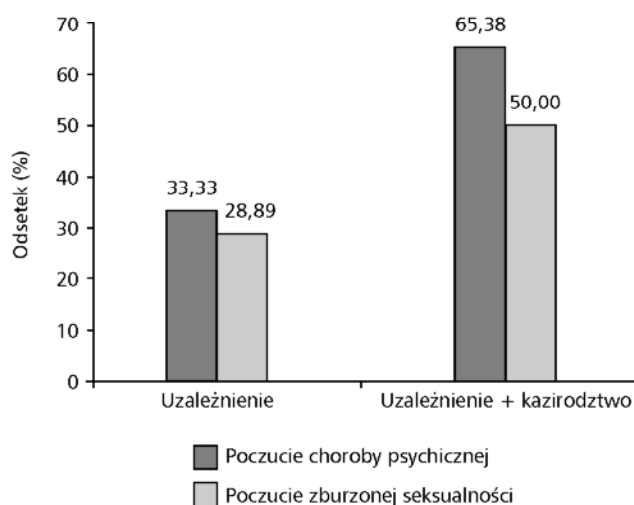 70
60
50
40
30
20
10
0
Odsetek (%)
33,33
28,89
65,38
50,00
Uzależnienie
Uzależnienie + kazirodztwo
Poczucie choroby psychicznej
Poczucie zburzonej seksualności